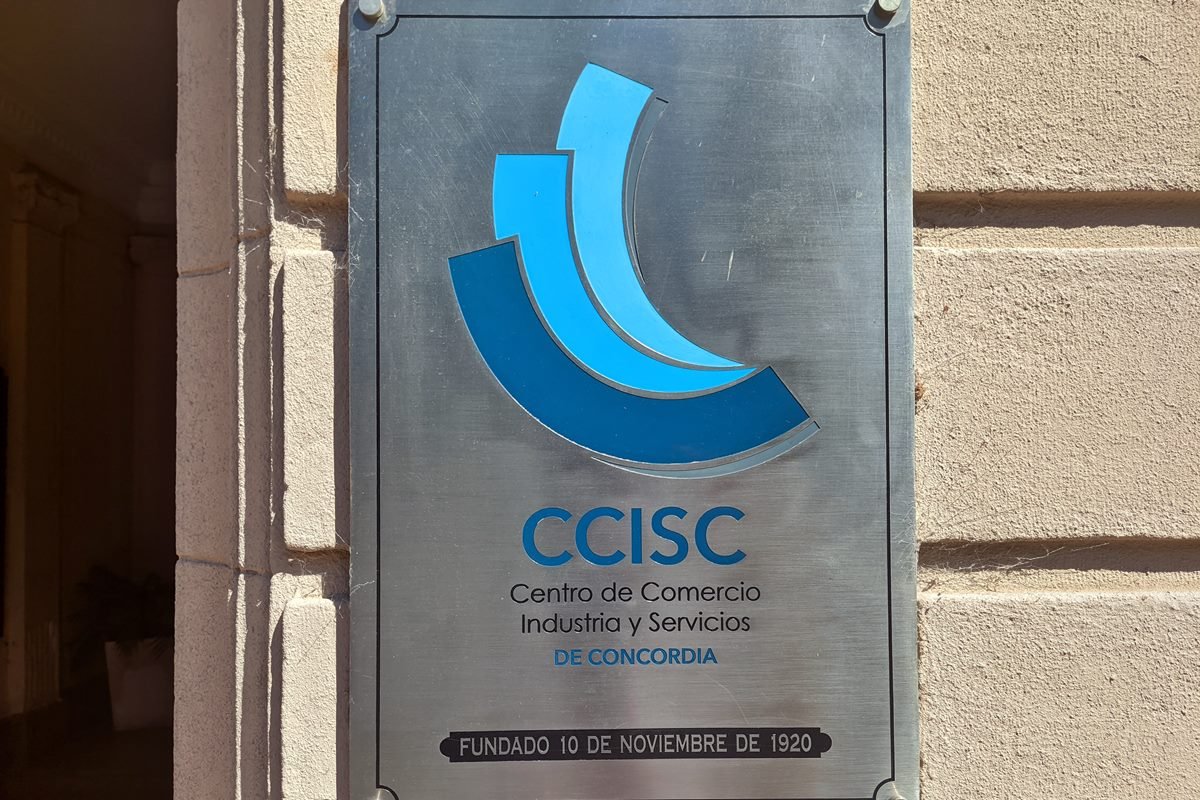 CCISC
Centro de Comercio
Industria y Servicios
DE CONCORDIA
FUNDADO 10 DE NOVIEMBRE DE 1920